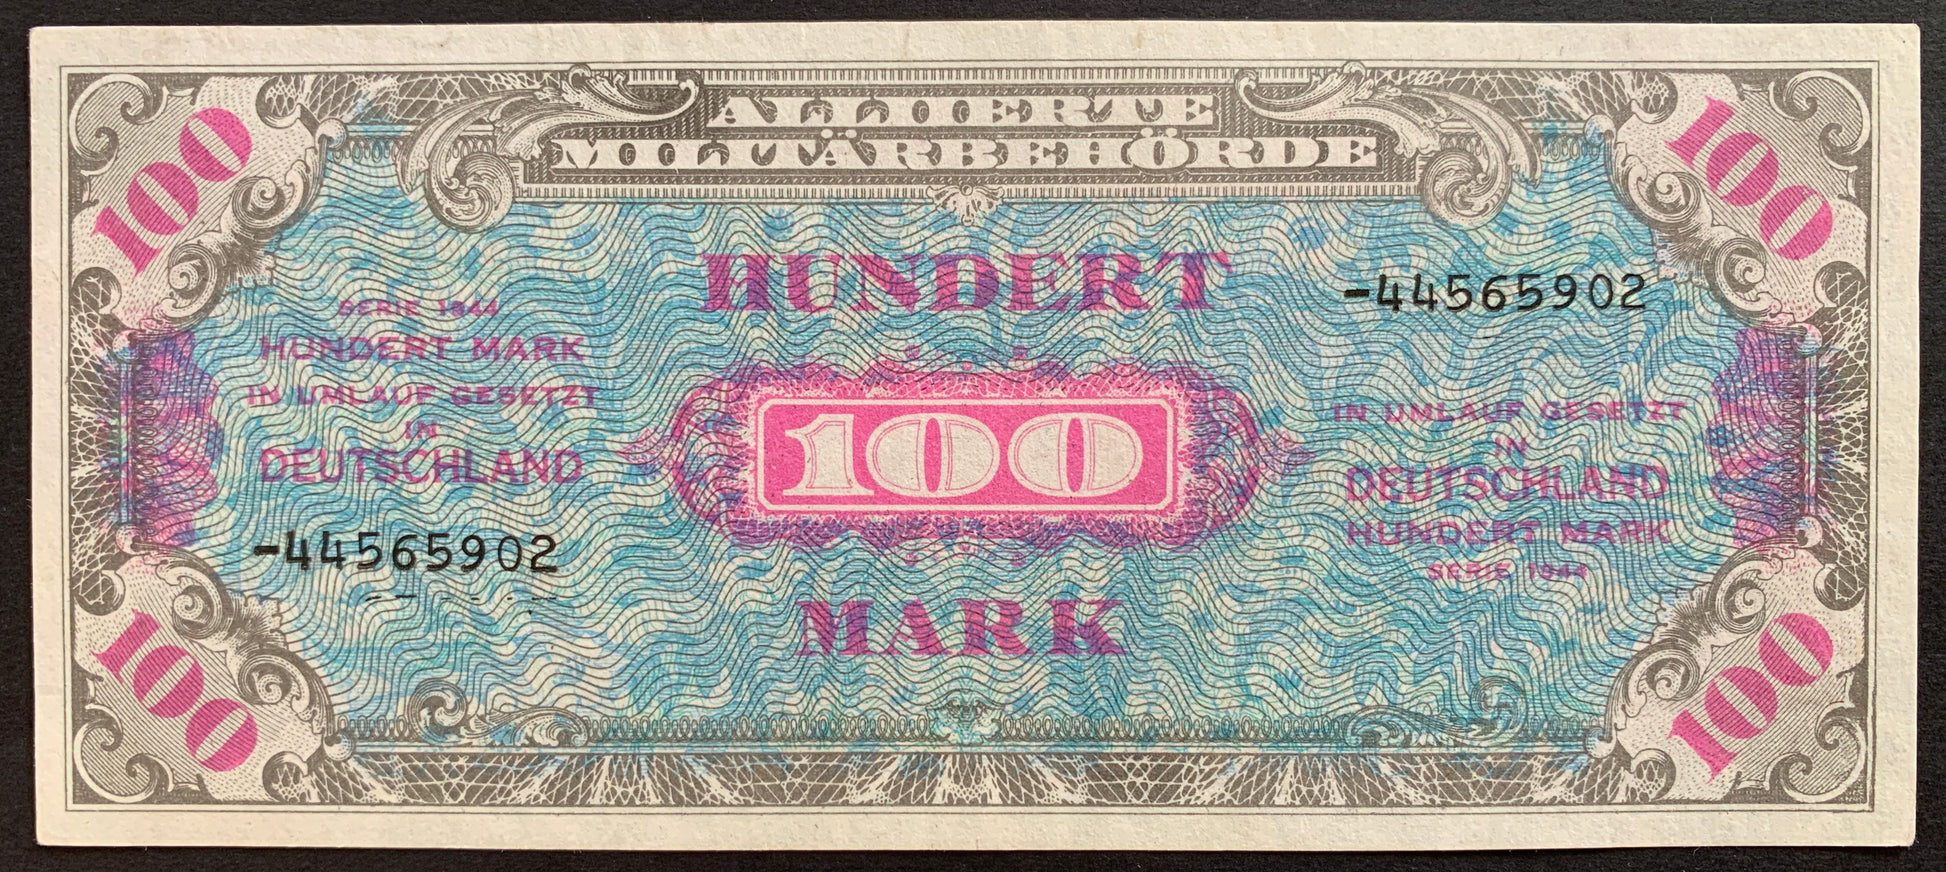 ALLIIERTE
MILITÄRBEHÖRDE
100
100
HUNDERT
-44565902
SERIE 1944
HUNDERT MARK
IN UMLAUF GESETZT
IN
DEUTSCHLAND
100
IN UMLAUF GESETZT
IN
DEUTSCHLAND
HUNDERT MARK
SERIE 1944
-44565902
MARK
100
100